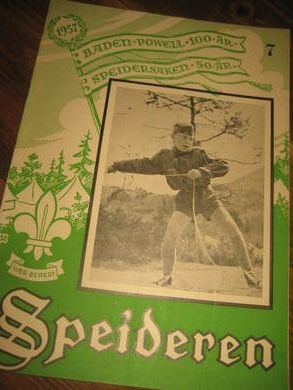 1957
BADEN-POWELL·100·ÅR·
7
SPEIDERSAKEN·50·ÅR·
VÆR BEREDT
Speideren